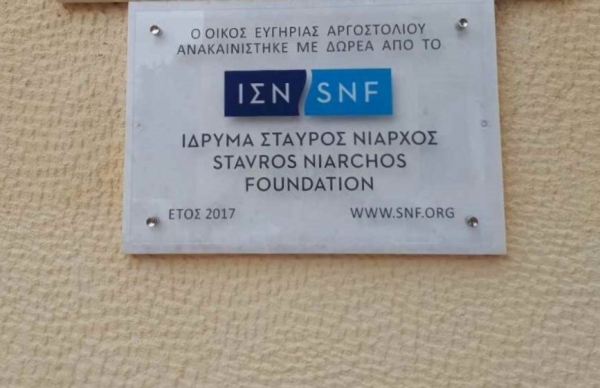 Ο ΟΙΚΟΣ ΕΥΓΗΡΙΑΣ ΑΡΓΟΣΤΟΛΙΟΥ
ΑΝΑΚΑΙΝΙΣΤΗΚΕ ΜΕ ΔΩΡΕΑ ΑΠΟ ΤΟ
ΙΣΝ SNF
ΙΔΡΥΜΑ ΣΤΑΥΡΟΣ ΝΙΑΡΧΟΣ
STAVROS NIARCHOS
FOUNDATION
ΕΤΟΣ 2017 WWW.SNF.ORG